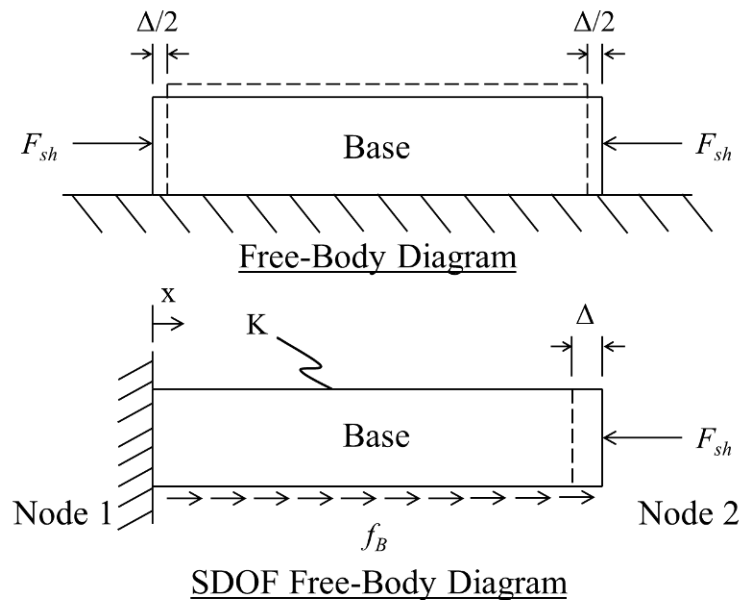 Δ/2 Δ/2
F_sh Base F_sh
Free-Body Diagram
x
K Δ
Base F_sh
Node 1 Node 2
f_B
SDOF Free-Body Diagram